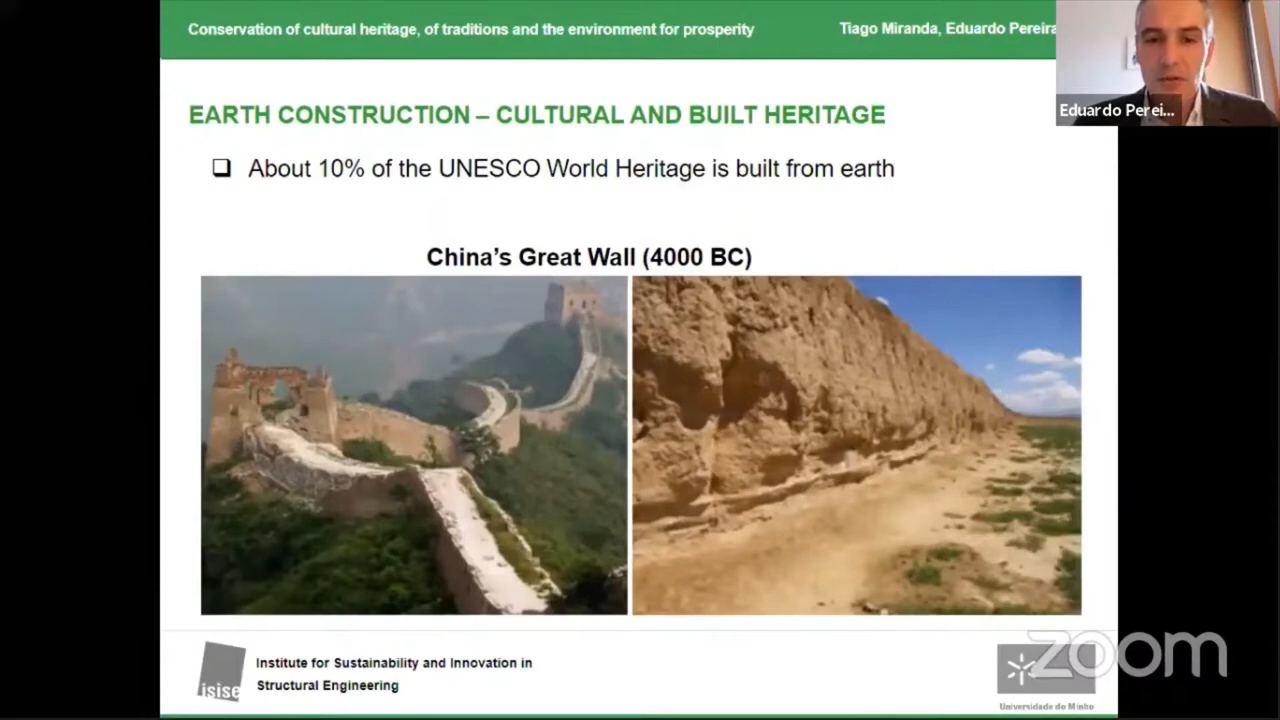 Conservation of cultural heritage, of traditions and the environment for prosperity
Tiago Miranda, Eduardo Pereira
Eduardo Perei...
EARTH CONSTRUCTION – CULTURAL AND BUILT HERITAGE
About 10% of the UNESCO World Heritage is built from earth
China's Great Wall (4000 BC)
isise
Institute for Sustainability and Innovation in
Structural Engineering
zoom
Universidade do Minho